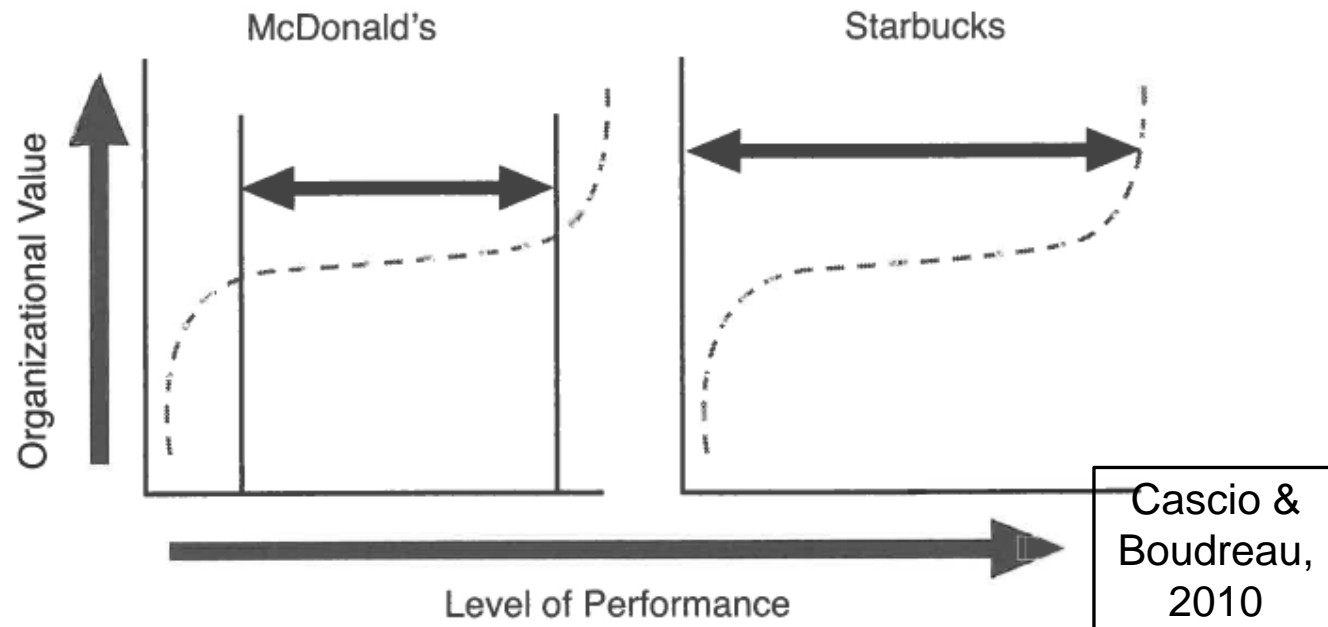 McDonald's
Starbucks
Organizational Value
Level of Performance
Cascio &
Boudreau,
2010